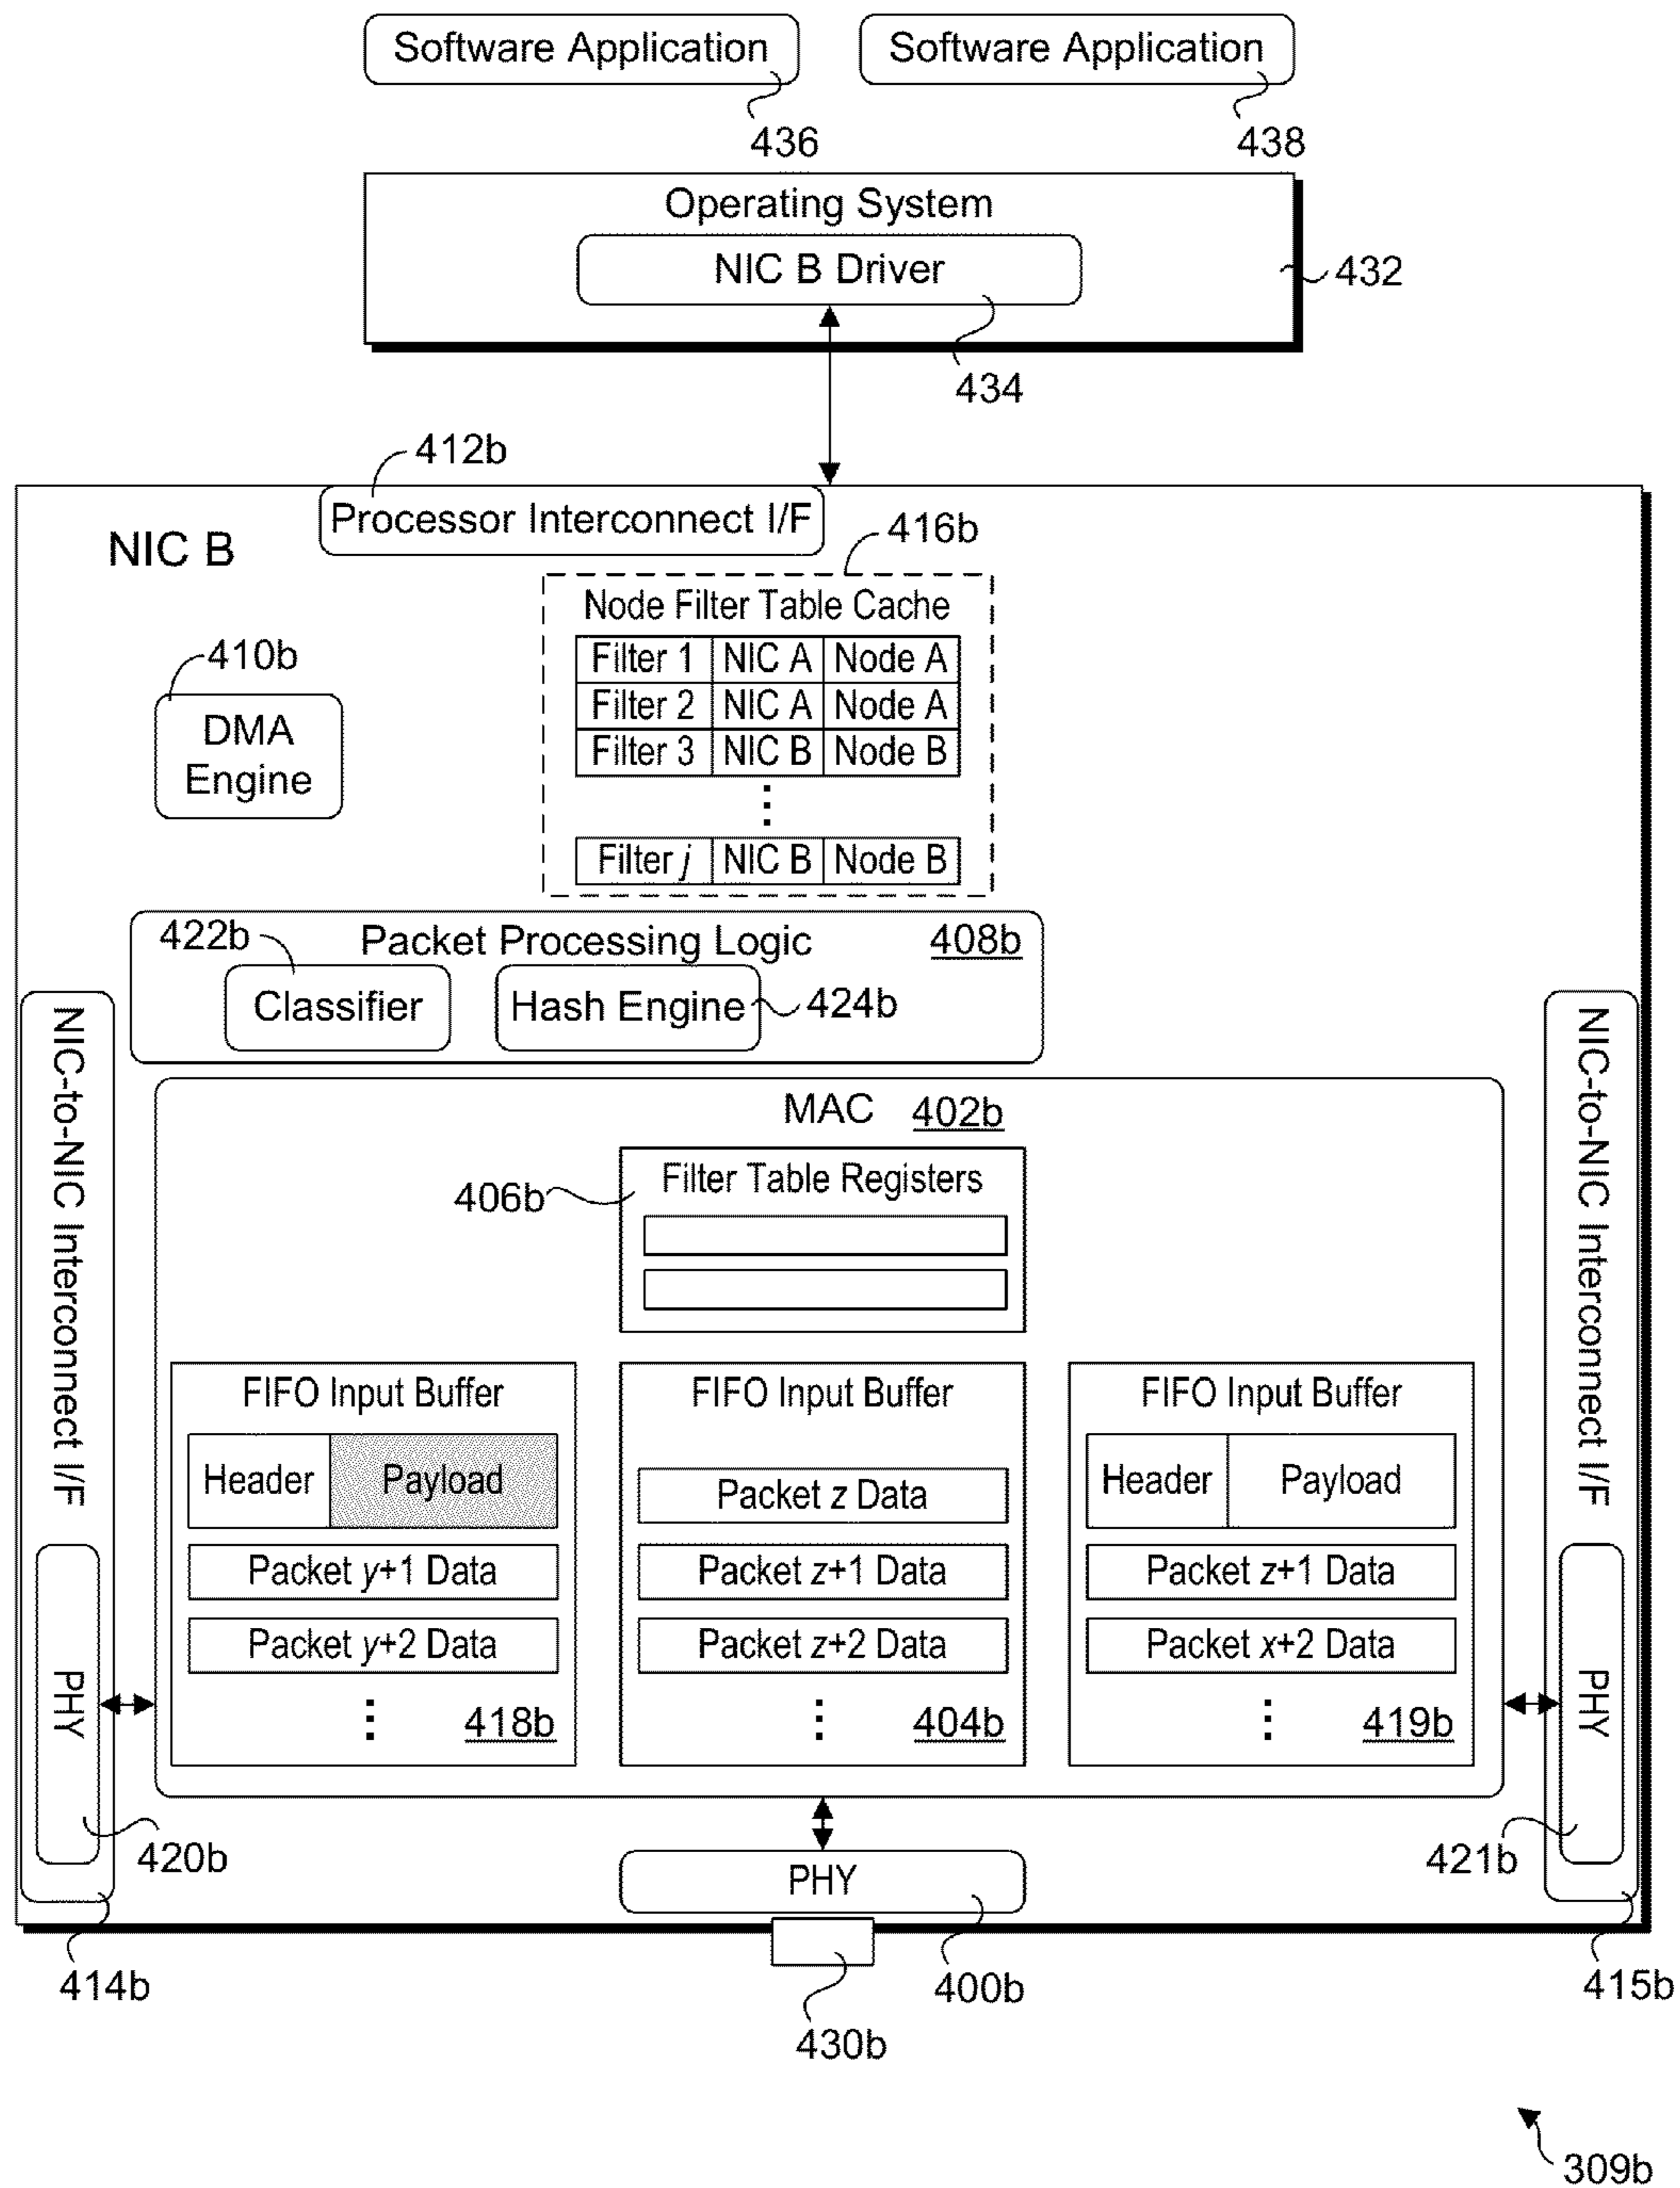 Software Application
Software Application
436
438
Operating System
NIC B Driver
432
434
412b
Processor Interconnect I/F
NIC B
416b
Node Filter Table Cache
Filter 1 NIC A Node A
Filter 2 NIC A Node A
Filter 3 NIC B Node B
Filter j NIC B Node B
410b
DMA
Engine
422b
Packet Processing Logic
408b
Classifier
Hash Engine
424b
NIC-to-NIC Interconnect I/F
PHY
MAC
402b
406b
Filter Table Registers
FIFO Input Buffer
Header
Payload
Packet y+1 Data
Packet y+2 Data
418b
FIFO Input Buffer
Packet z Data
Packet z+1 Data
Packet z+2 Data
404b
FIFO Input Buffer
Header
Payload
Packet z+1 Data
Packet x+2 Data
419b
NIC-to-NIC Interconnect I/F
PHY
420b
421b
PHY
414b
400b
415b
430b
309b